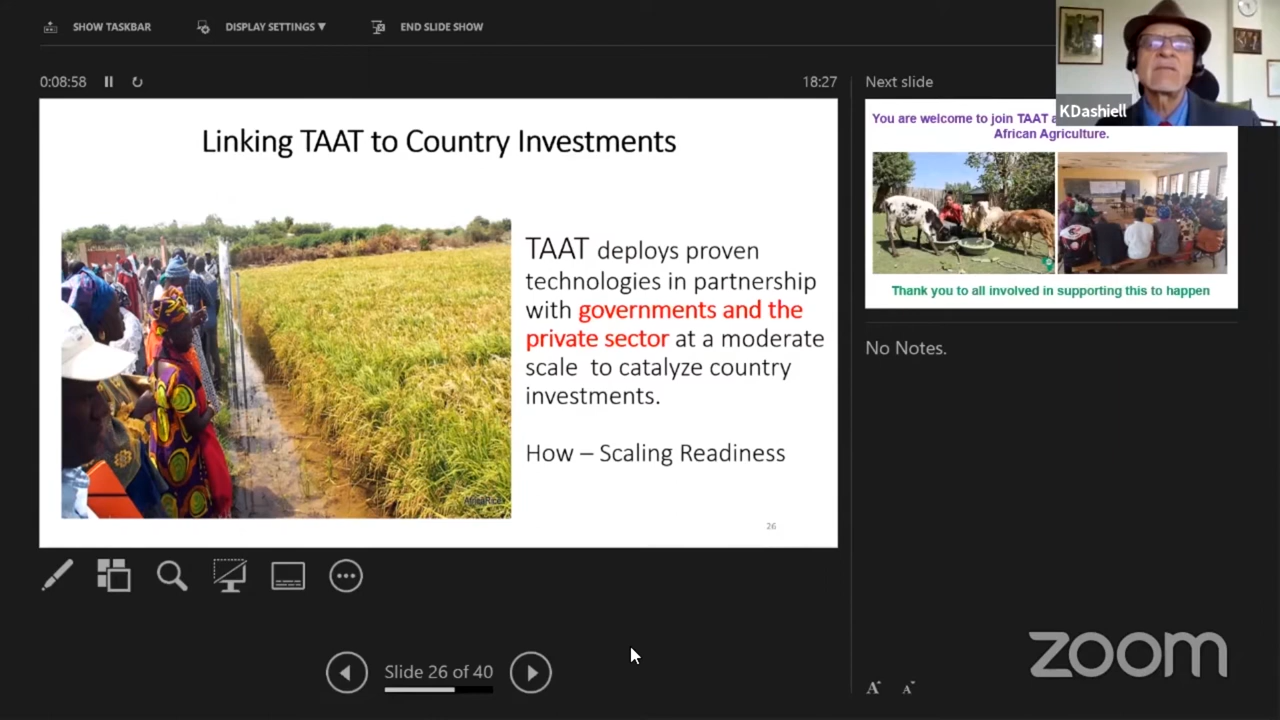 SHOW TASKBAR
DISPLAY SETTINGS ▼
END SLIDE SHOW
0:08:58
18:27
Next slide
KDashiell
Linking TAAT to Country Investments
TAAT deploys proven
technologies in partnership
with governments and the
private sector at a moderate
scale to catalyze country
investments.
How – Scaling Readiness
AfricaRice
26
You are welcome to join TAAT
African Agriculture.
Thank you to all involved in supporting this to happen
No Notes.
Slide 26 of 40
zoom
A A